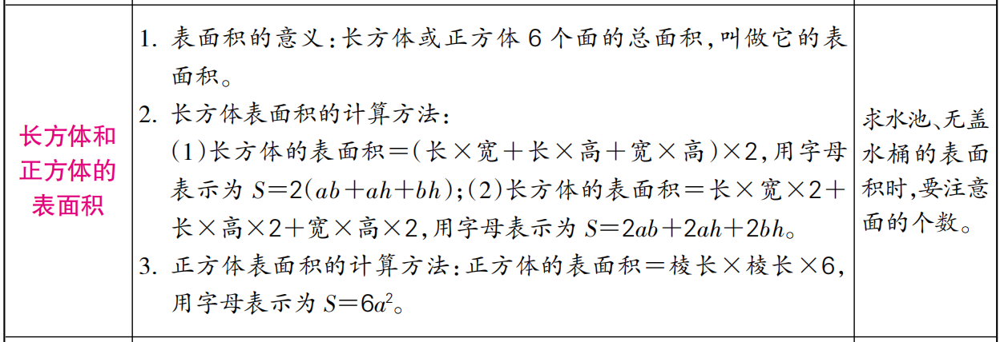 长方体和
正方体的
表面积
1. 表面积的意义:长方体或正方体 6 个面的总面积,叫做它的表
面积。
2. 长方体表面积的计算方法:
(1)长方体的表面积=(长×宽+长×高+宽×高)×2,用字母
表示为 S=2(ab+ah+bh);(2)长方体的表面积=长×宽×2+
长×高×2+宽×高×2,用字母表示为 S=2ab+2ah+2bh。
3. 正方体表面积的计算方法:正方体的表面积=棱长×棱长×6,
用字母表示为 S=6a²。
求水池、无盖
水桶的表面
积时,要注意
面的个数。